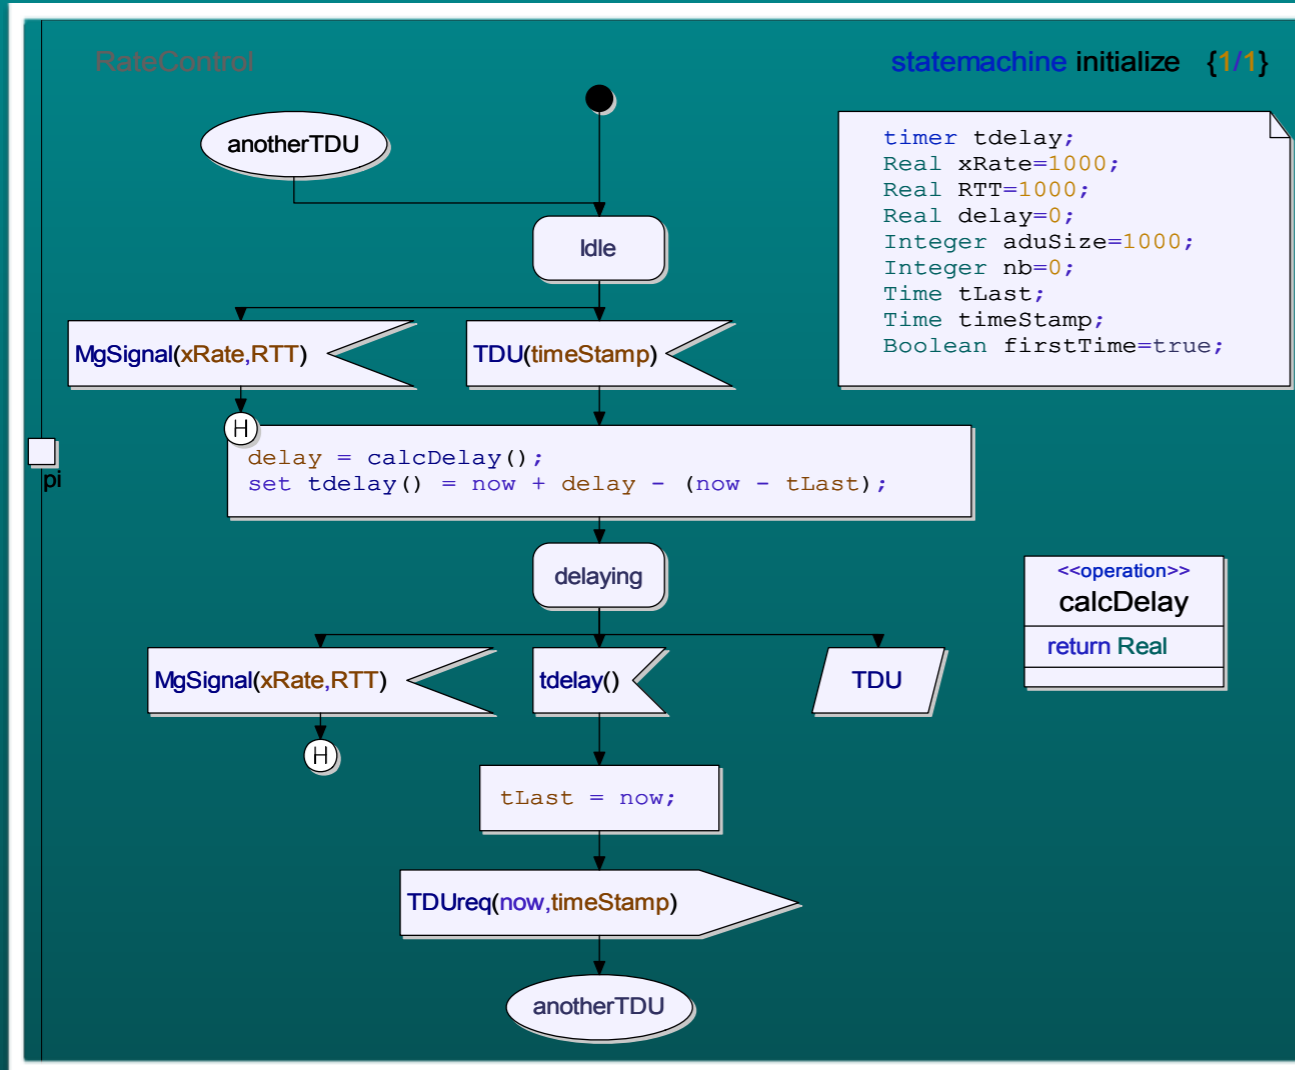 RateControl
statemachine initialize {1/1}
anotherTDU
timer tdelay;
Real xRate=1000;
Real RTT=1000;
Real delay=0;
Integer aduSize=1000;
Integer nb=0;
Time tLast;
Time timeStamp;
Boolean firstTime=true;
Idle
MgSignal(xRate,RTT)
TDU(timeStamp)
H
delay = calcDelay();
set tdelay() = now + delay - (now - tLast);
pi
delaying
<<operation>>
calcDelay
return Real
MgSignal(xRate,RTT)
tdelay()
TDU
H
tLast = now;
TDUreq(now,timeStamp)
anotherTDU